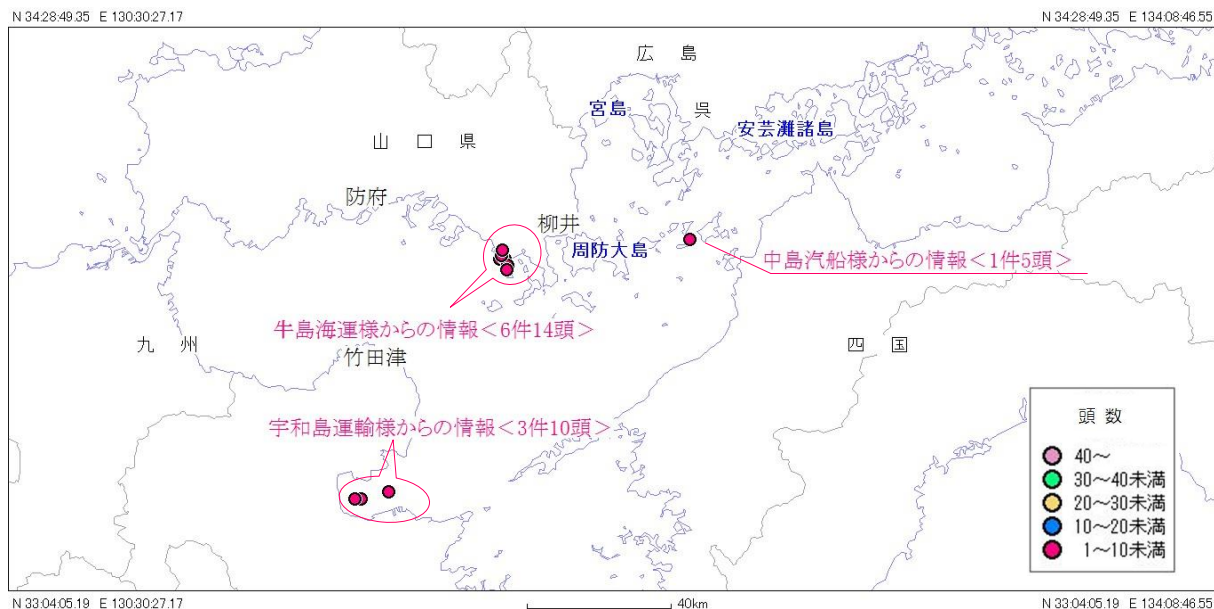 N 34:28:49.35  E 130:30:27.17
N 34:28:49.35  E 134:08:46.55
広 島
宮島
呉
安芸灘諸島
山 口 県
防府
柳井
周防大島
中島汽船様からの情報<1件5頭>
牛島海運様からの情報<6件14頭>
九 州
竹田津
四 国
宇和島運輸様からの情報<3件10頭>
頭 数
40～
30～40未満
20～30未満
10～20未満
1～10未満
N 33:04:05.19  E 130:30:27.17
40km
N 33:04:05.19  E 134:08:46.55